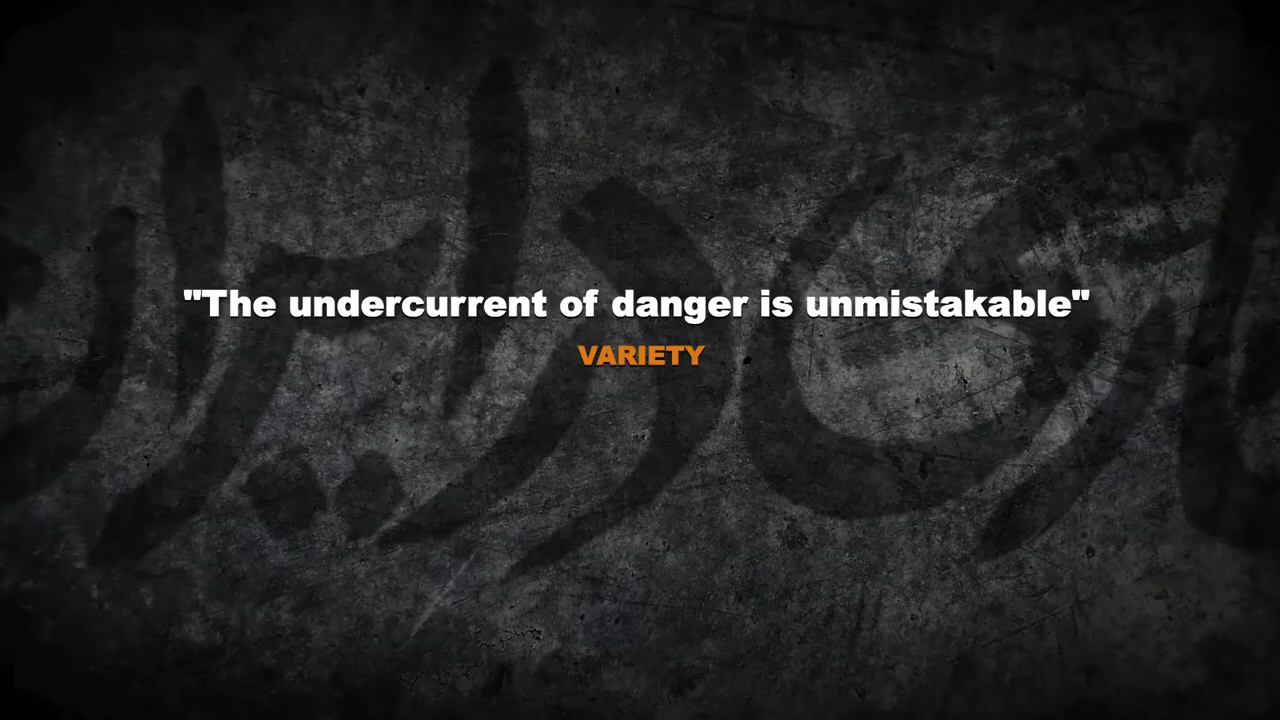 "The undercurrent of danger is unmistakable"
VARIETY